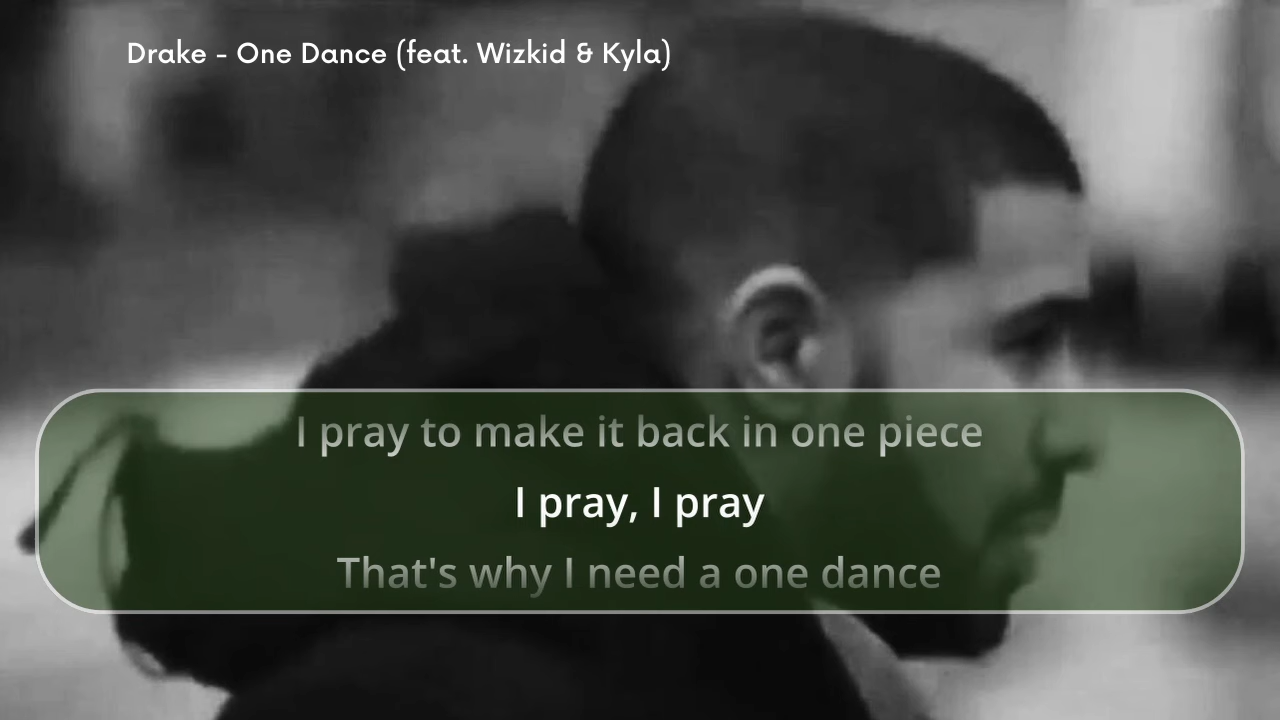 Drake - One Dance (feat. Wizkid & Kyla)
I pray to make it back in one piece
I pray, I pray
That's why I need a one dance